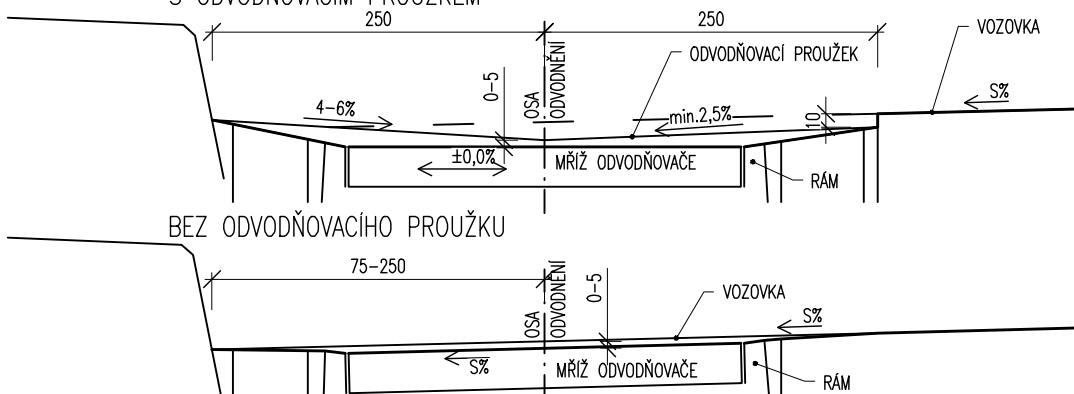 S ODVODŇOVACÍM PROUŽKEM
250
250
VOZOVKA
ODVODŇOVACÍ PROUŽEK
0-5
OSA
ODVODNĚNÍ
S%
4-6%
min.2,5%
10
±0,0%
MŘÍŽ ODVODŇOVAČE
RÁM
BEZ ODVODŇOVACÍHO PROUŽKU
75-250
OSA
ODVODNĚNÍ
0-5
VOZOVKA
S%
S%
MŘÍŽ ODVODŇOVAČE
RÁM